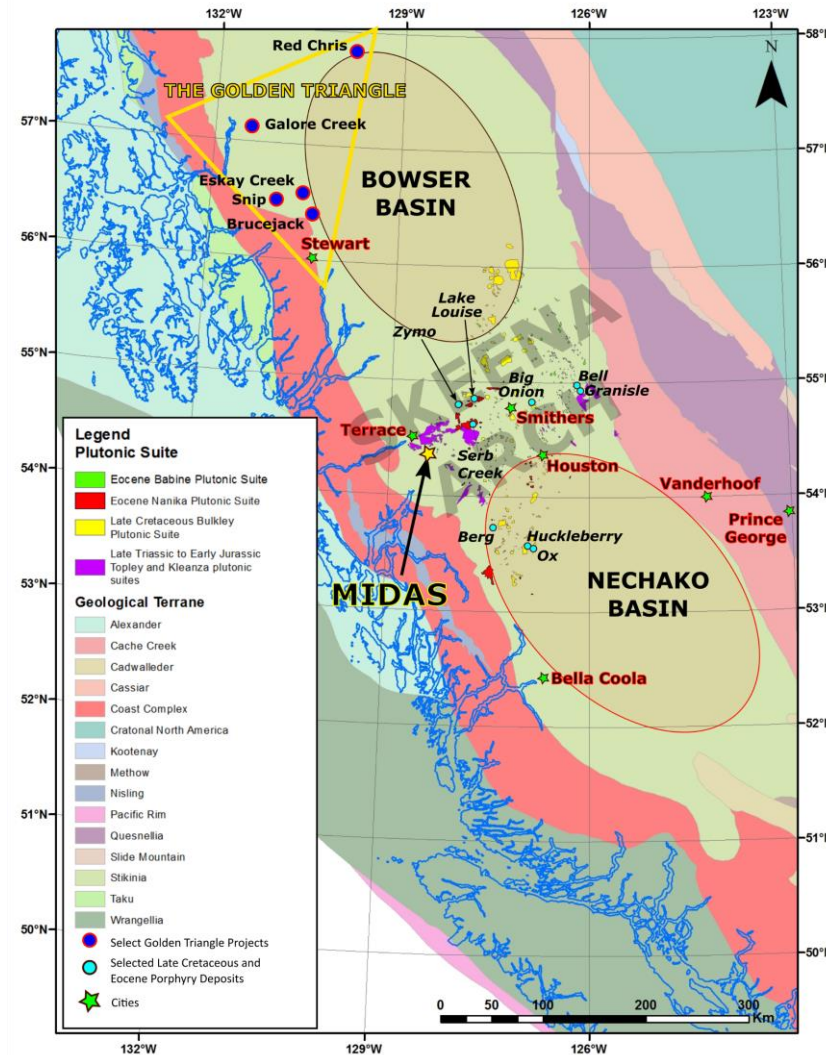 132°W
129°W
126°W
123°W
58°N
Red Chris
N
THE GOLDEN TRIANGLE
57°N
Galore Creek
57°N
BOWSER
BASIN
Eskay Creek
Snip
Brucejack
Stewart
56°N
56°N
Lake
Louise
Zymo
SKEENA
ARCH
55°N
55°N
Big
Onion
Bell
Granisle
Smithers
Terrace
Serb
Creek
Houston
54°N
54°N
Vanderhoof
Prince
George
Berg
Huckleberry
Ox
MIDAS
NECHAKO
BASIN
53°N
53°N
Bella Coola
52°N
52°N
51°N
51°N
50°N
50°N
Legend
Plutonic Suite
Eocene Babine Plutonic Suite
Eocene Nanika Plutonic Suite
Late Cretaceous Bulkley
Plutonic Suite
Late Triassic to Early Jurassic
Topley and Kleanza plutonic
suites
Geological Terrane
Alexander
Cache Creek
Cadwalleder
Cassiar
Coast Complex
Cratonal North America
Kootenay
Methow
Nisling
Pacific Rim
Quesnellia
Slide Mountain
Stikinia
Taku
Wrangellia
Select Golden Triangle Projects
Selected Late Cretaceous and
Eocene Porphyry Deposits
Cities
0 50 100 200 300
Km
132°W
129°W
126°W